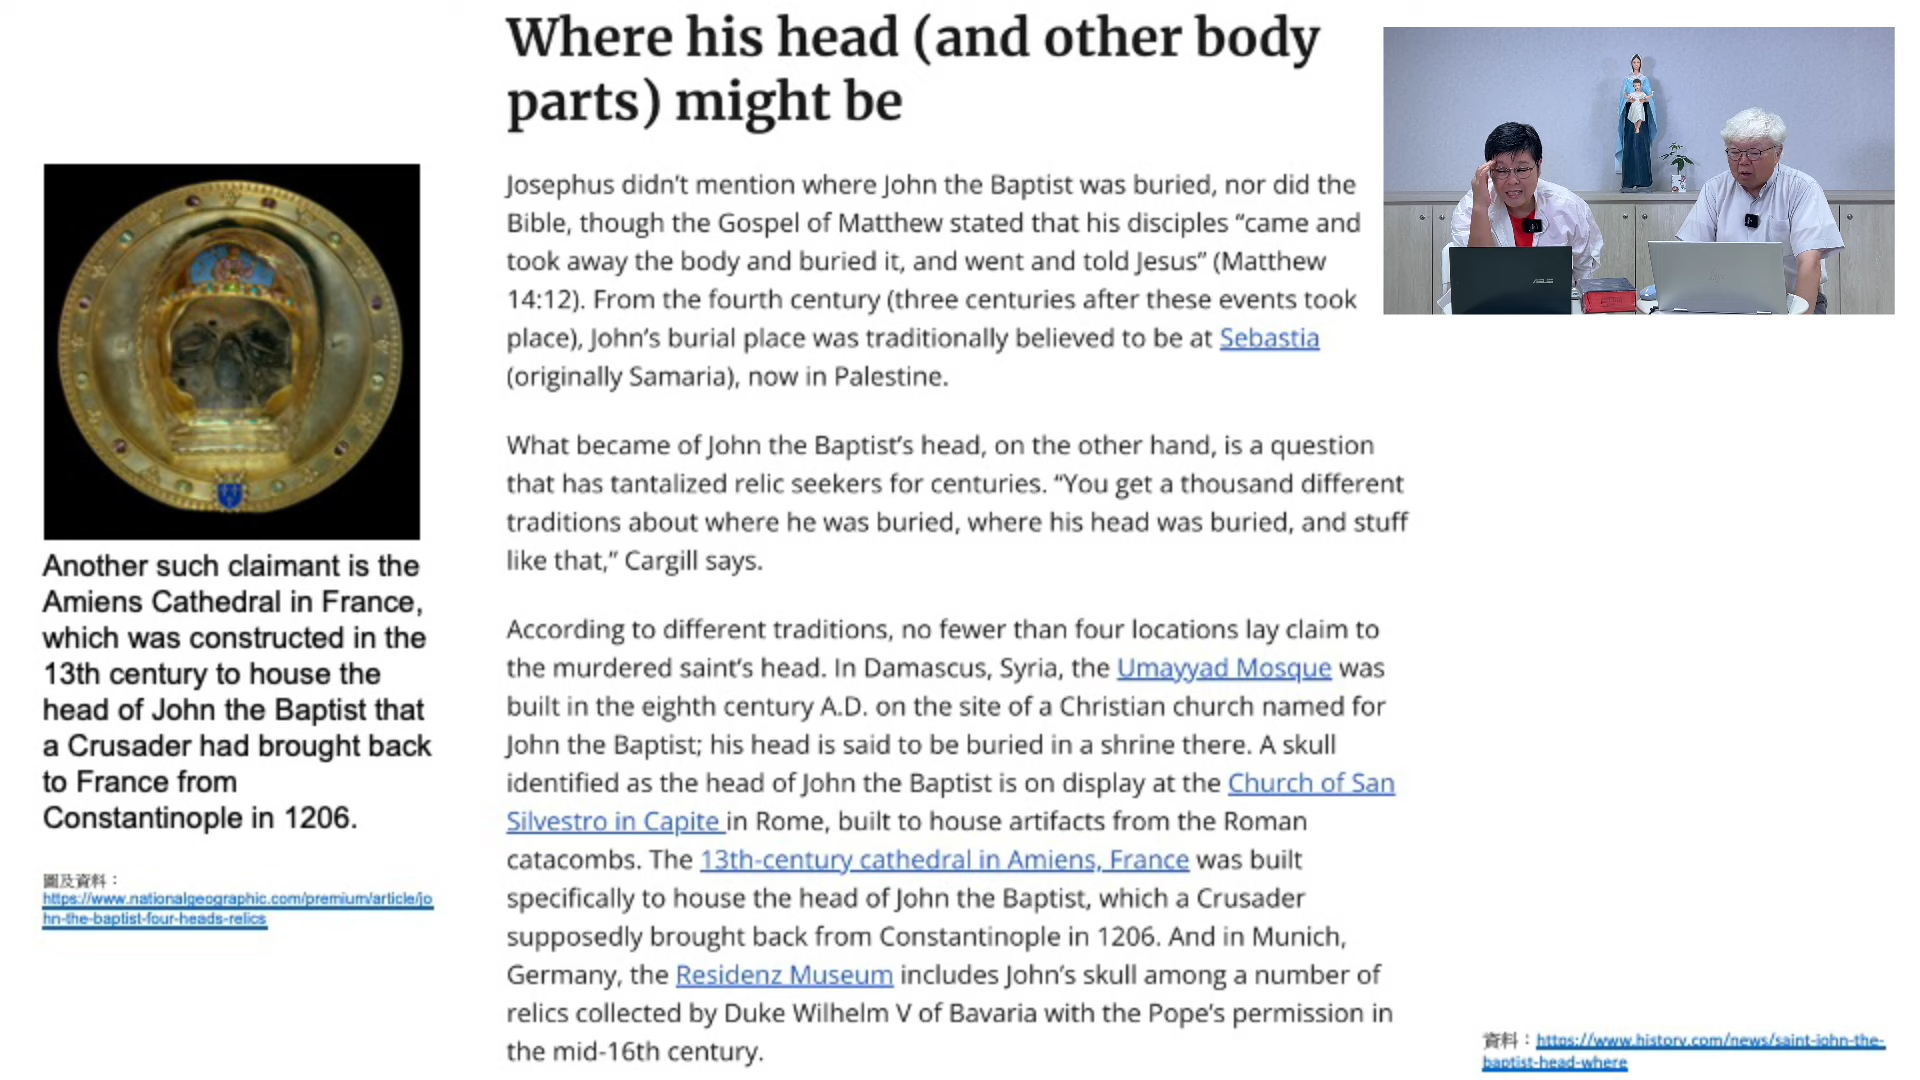 Where his head (and other body
parts) might be
Josephus didn't mention where John the Baptist was buried, nor did the
Bible, though the Gospel of Matthew stated that his disciples “came and
took away the body and buried it, and went and told Jesus” (Matthew
14:12). From the fourth century (three centuries after these events took
place), John's burial place was traditionally believed to be at Sebastia
(originally Samaria), now in Palestine.
What became of John the Baptist's head, on the other hand, is a question
that has tantalized relic seekers for centuries. “You get a thousand different
traditions about where he was buried, where his head was buried, and stuff
like that,” Cargill says.
According to different traditions, no fewer than four locations lay claim to
the murdered saint's head. In Damascus, Syria, the Umayyad Mosque was
built in the eighth century A.D. on the site of a Christian church named for
John the Baptist; his head is said to be buried in a shrine there. A skull
identified as the head of John the Baptist is on display at the Church of San
Silvestro in Capite in Rome, built to house artifacts from the Roman
catacombs. The 13th-century cathedral in Amiens, France was built
specifically to house the head of John the Baptist, which a Crusader
supposedly brought back from Constantinople in 1206. And in Munich,
Germany, the Residenz Museum includes John's skull among a number of
relics collected by Duke Wilhelm V of Bavaria with the Pope's permission in
the mid-16th century.
Another such claimant is the
Amiens Cathedral in France,
which was constructed in the
13th century to house the
head of John the Baptist that
a Crusader had brought back
to France from
Constantinople in 1206.
圖及資料：
https://www.nationalgeographic.com/premium/article/jo
hn-the-baptist-four-heads-relics
資料：https://www.history.com/news/saint-john-the-
baptist-head-where
ASUS